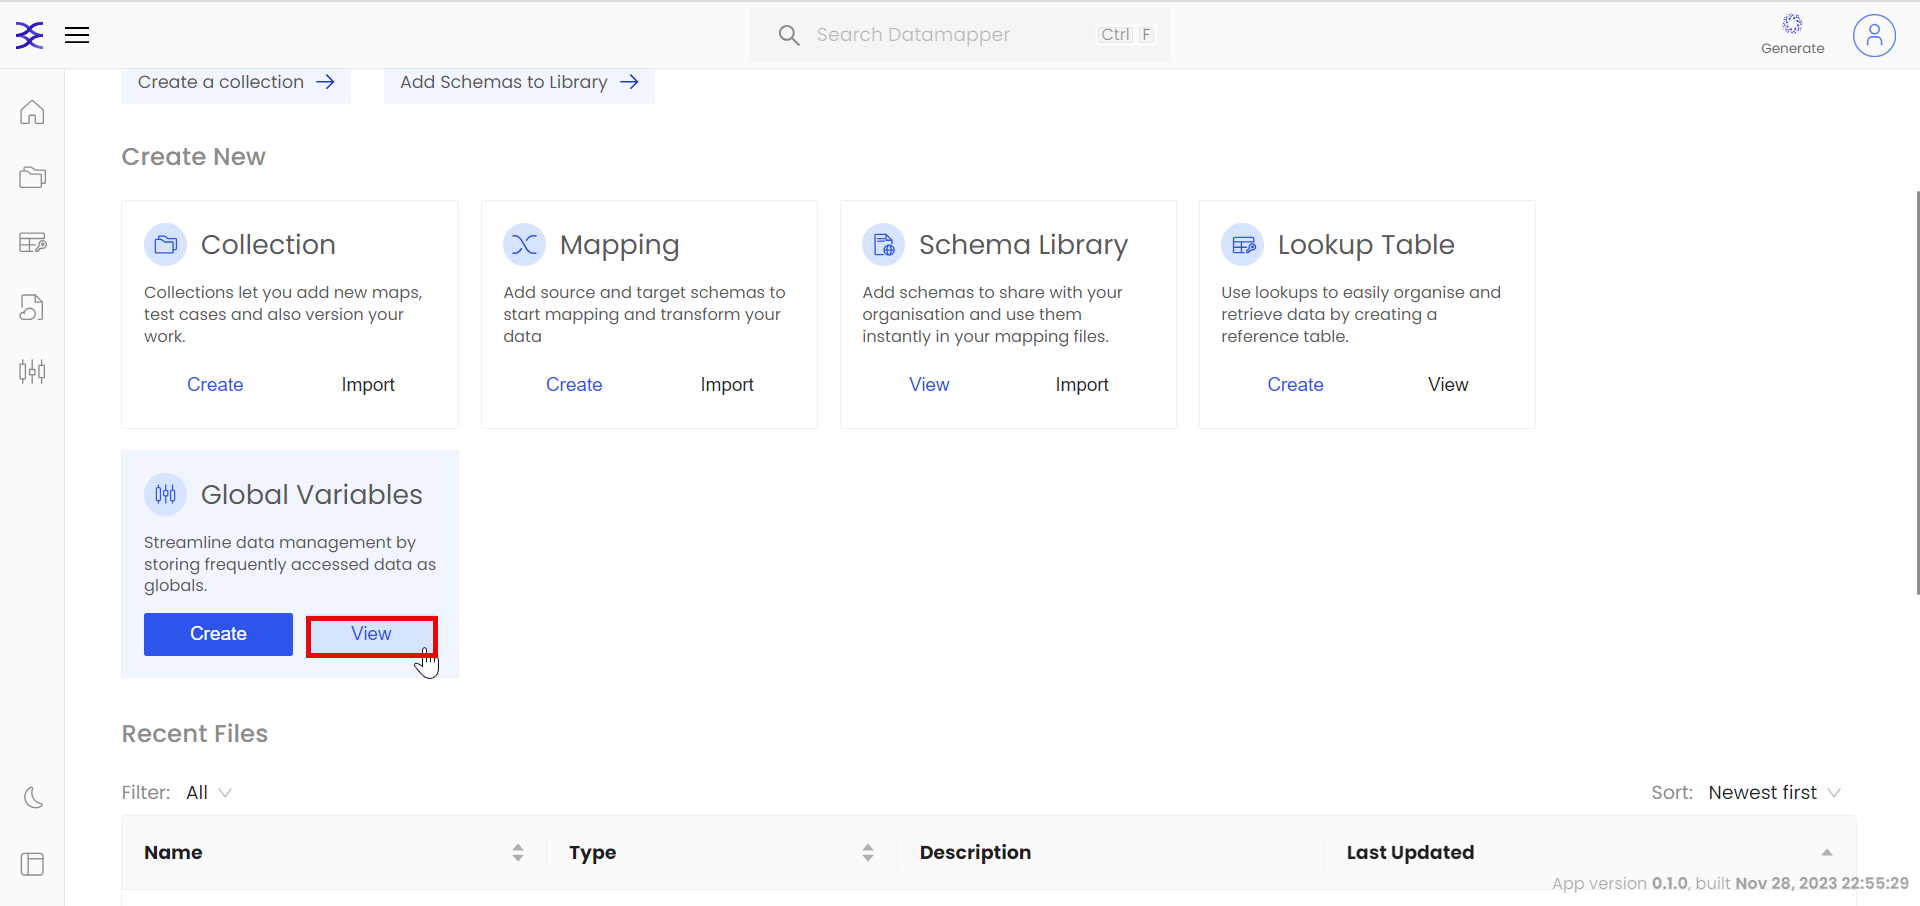 Search Datamapper Ctrl F
Generate
Create a collection
Add Schemas to Library
Create New
Collection
Collections let you add new maps,
test cases and also version your
work.
Create Import
Mapping
Add source and target schemas to
start mapping and transform your
data
Create Import
Schema Library
Add schemas to share with your
organisation and use them
instantly in your mapping files.
View Import
Lookup Table
Use lookups to easily organise and
retrieve data by creating a
reference table.
Create View
Global Variables
Streamline data management by
storing frequently accessed data as
globals.
Create View
Recent Files
Filter: All
Sort: Newest first
Name Type Description Last Updated
App version 0.1.0, built Nov 28, 2023 22:55:29